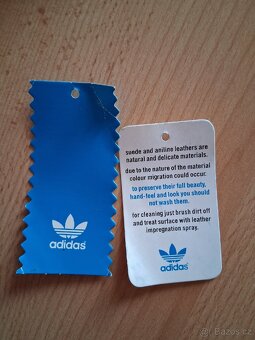 adidas
suede and aniline leathers are
natural and delicate materials.
due to the nature of the material
colour migration could occur.
to preserve their full beauty,
hand-feel and look you should
not wash them.
for cleaning just brush dirt off
and treat surface with leather
impregnation spray.
adidas
Bazos.cz